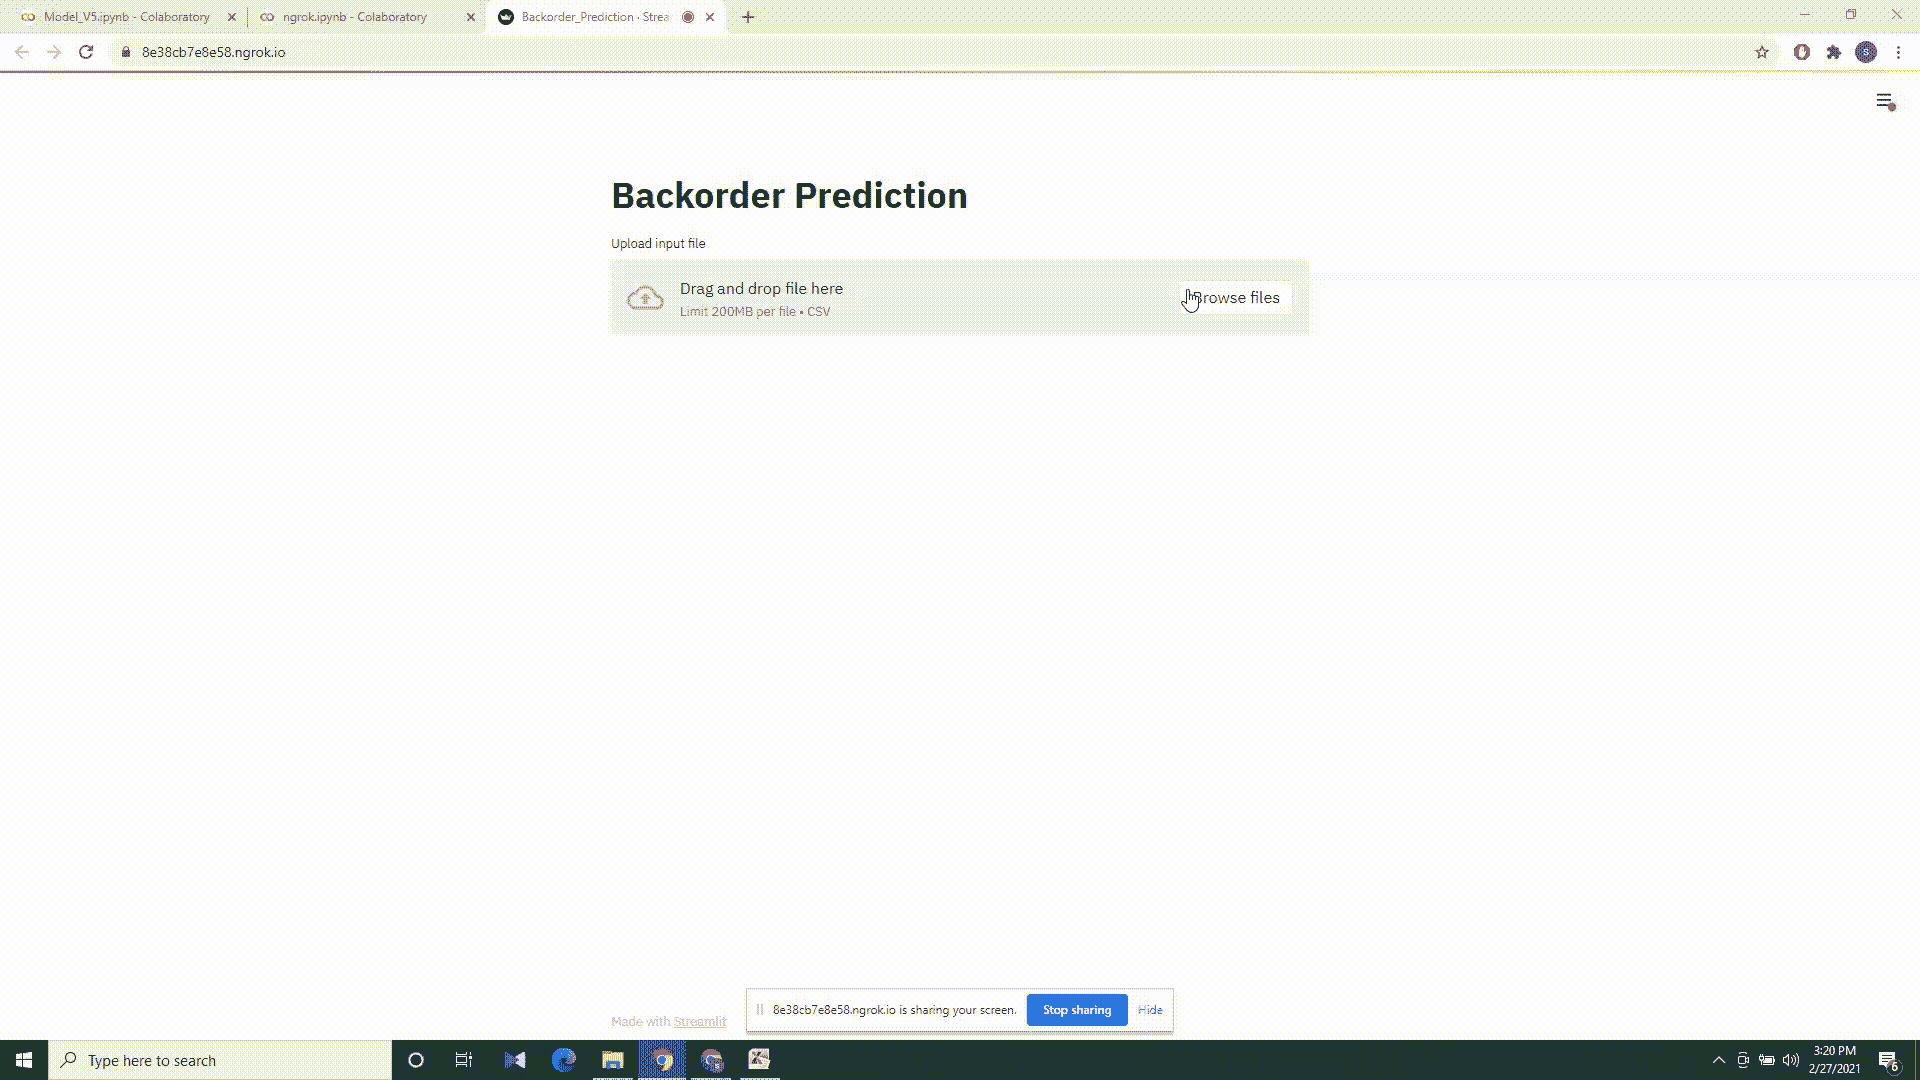 Model_V5.ipynb - Colaboratory
ngrok.ipynb - Colaboratory
Backorder_Prediction · Strea
8e38cb7e8e58.ngrok.io
S
Backorder Prediction
Upload input file
Drag and drop file here
Limit 200MB per file • CSV
Browse files
Made with Streamlit
8e38cb7e8e58.ngrok.io is sharing your screen.
Stop sharing
Hide
Type here to search
3:20 PM
2/27/2021
6